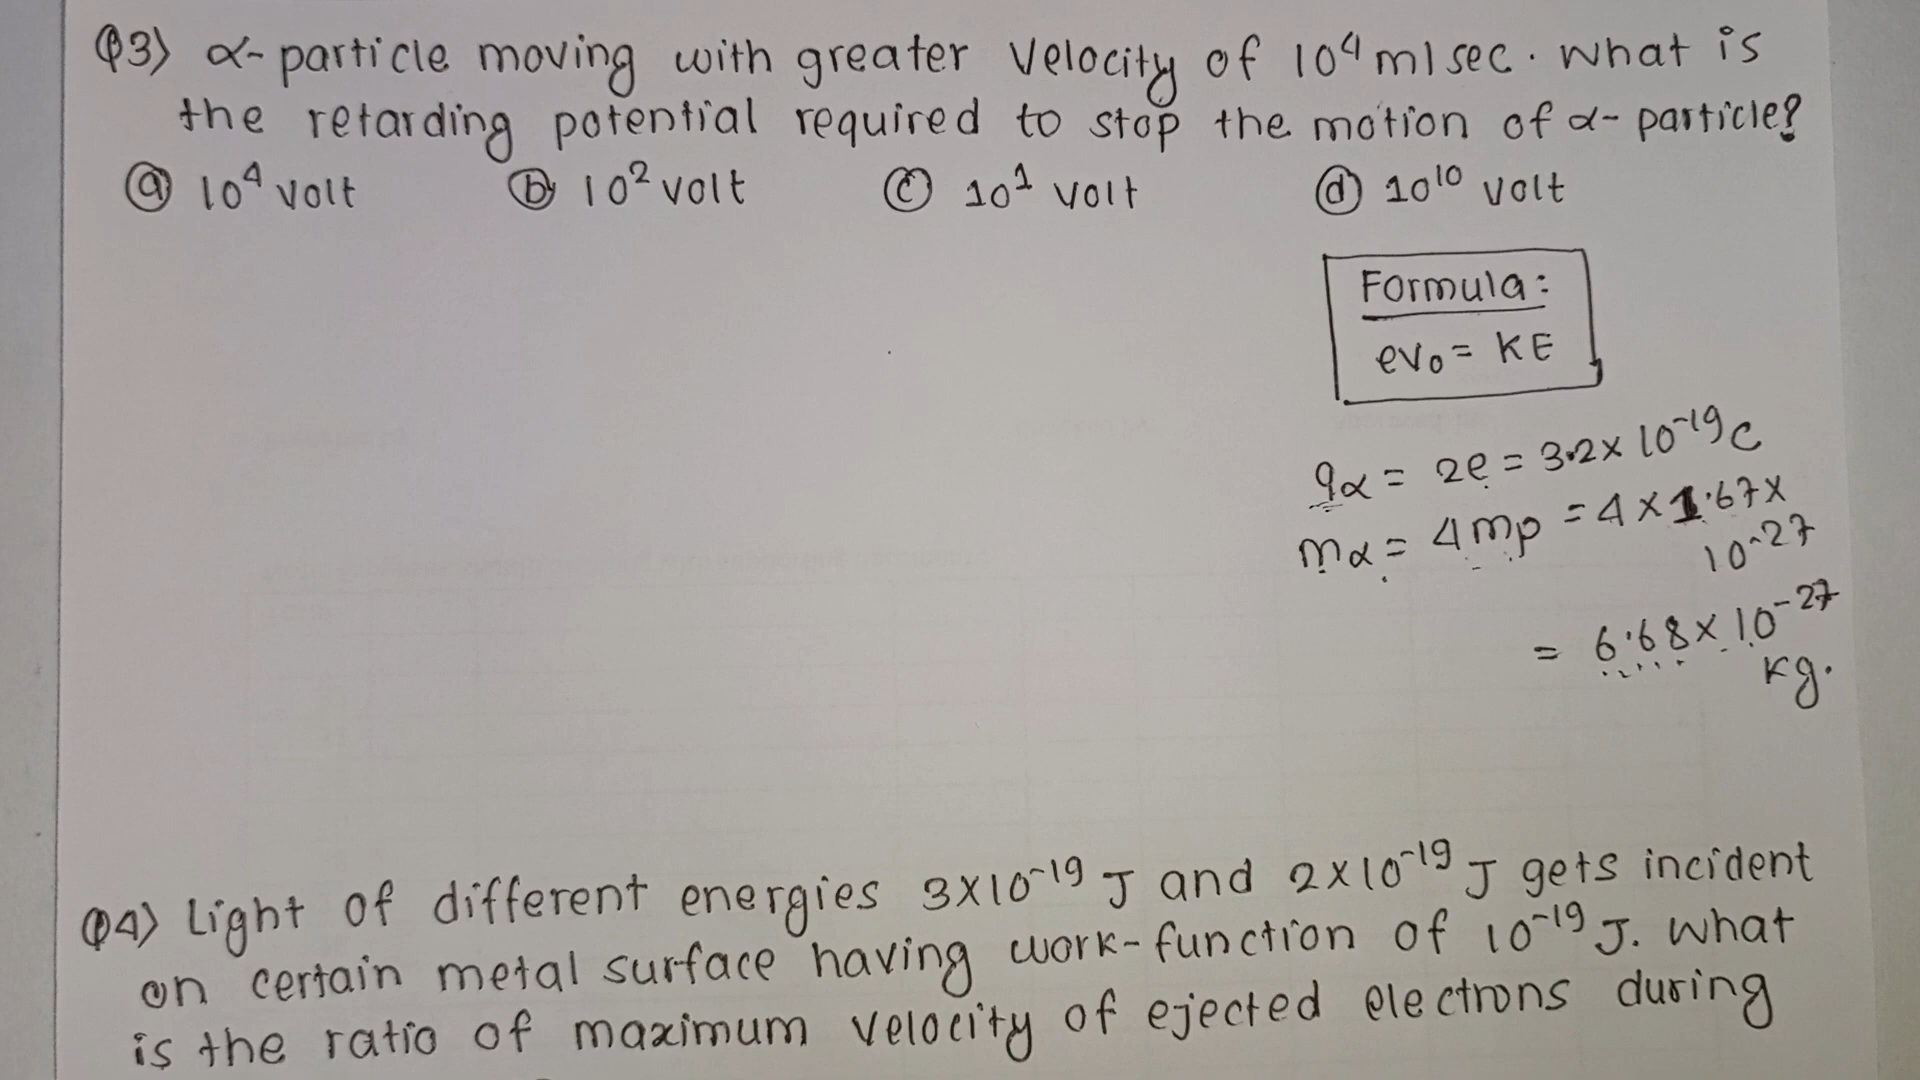 Q3) α-particle moving with greater velocity of 10⁴ m/sec. What is
the retarding potential required to stop the motion of α-particle?
ⓐ 10⁴ volt ⓑ 10² volt ⓒ 10¹ volt ⓓ 10¹⁰ volt
Formula:
ev₀ = KE
qα = 2e = 3.2 x 10⁻¹⁹ C
mα = 4mp = 4 x 1.67 x
10⁻²⁷
= 6.68 x 10⁻²⁷
kg.
Q4) Light of different energies 3x10⁻¹⁹ J and 2x10⁻¹⁹ J gets incident
on certain metal surface having work-function of 10⁻¹⁹ J. What
is the ratio of maximum velocity of ejected electrons during